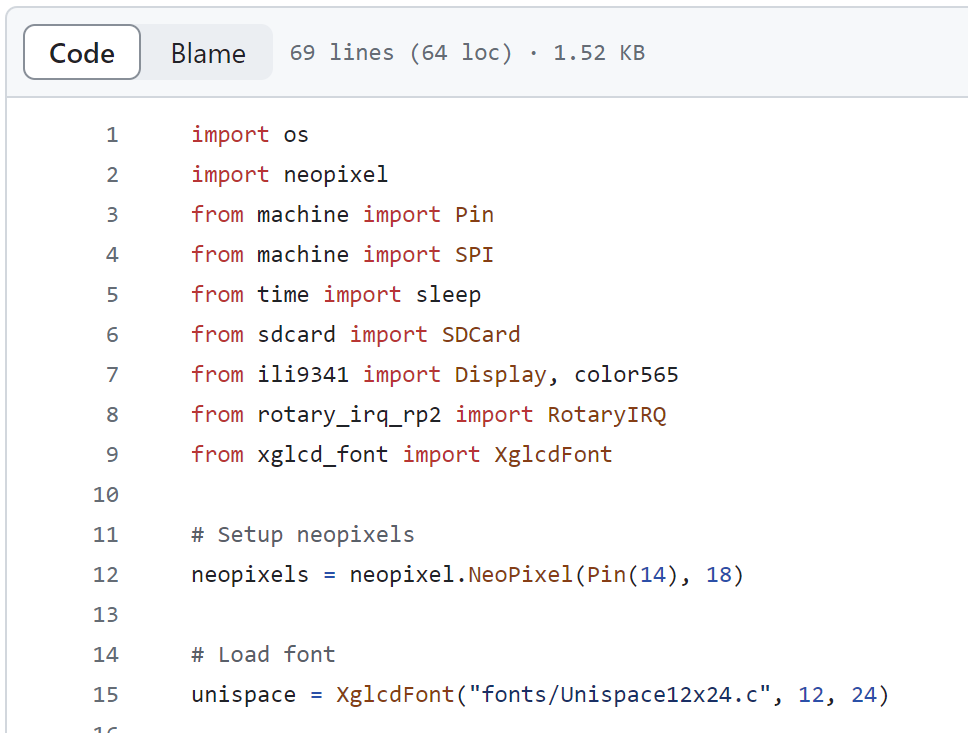 Code Blame 69 lines (64 loc) · 1.52 KB
1 import os
2 import neopixel
3 from machine import Pin
4 from machine import SPI
5 from time import sleep
6 from sdcard import SDCard
7 from ili9341 import Display, color565
8 from rotary_irq_rp2 import RotaryIRQ
9 from xglcd_font import XglcdFont
10
11 # Setup neopixels
12 neopixels = neopixel.NeoPixel(Pin(14), 18)
13
14 # Load font
15 unispace = XglcdFont("fonts/Unispace12x24.c", 12, 24)
16